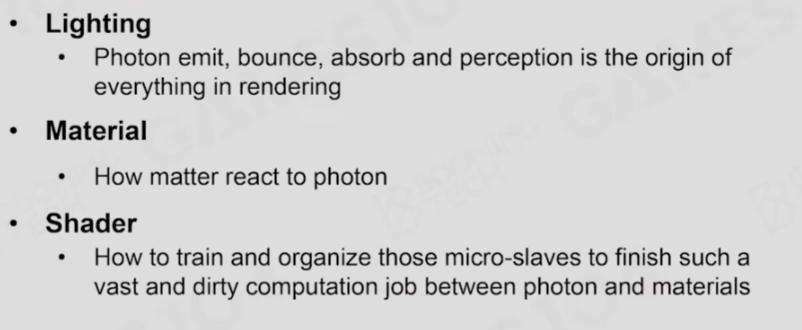 • Lighting
• Photon emit, bounce, absorb and perception is the origin of
everything in rendering
• Material
• How matter react to photon
• Shader
• How to train and organize those micro-slaves to finish such a
vast and dirty computation job between photon and materials